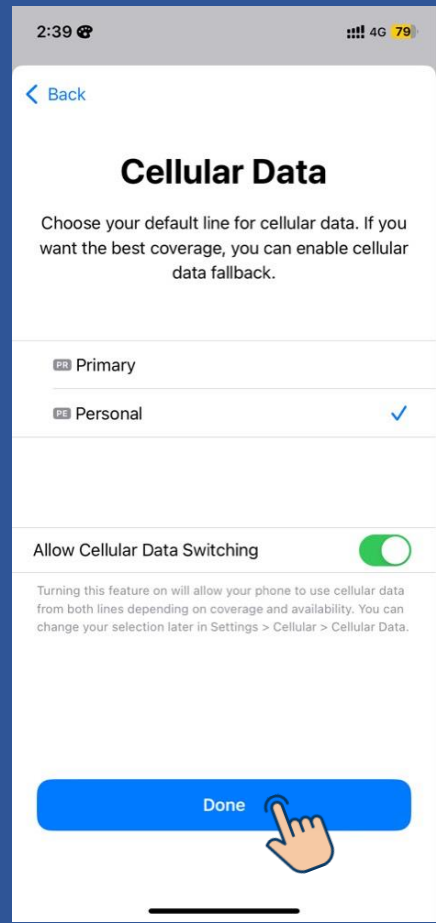 2:39 4G 79
Back
Cellular Data
Choose your default line for cellular data. If you
want the best coverage, you can enable cellular
data fallback.
PR Primary
PE Personal
Allow Cellular Data Switching
Turning this feature on will allow your phone to use cellular data
from both lines depending on coverage and availability. You can
change your selection later in Settings > Cellular > Cellular Data.
Done